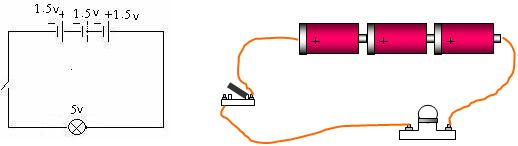 1.5v + 1.5v +1.5v
− − −
5v
+ + +